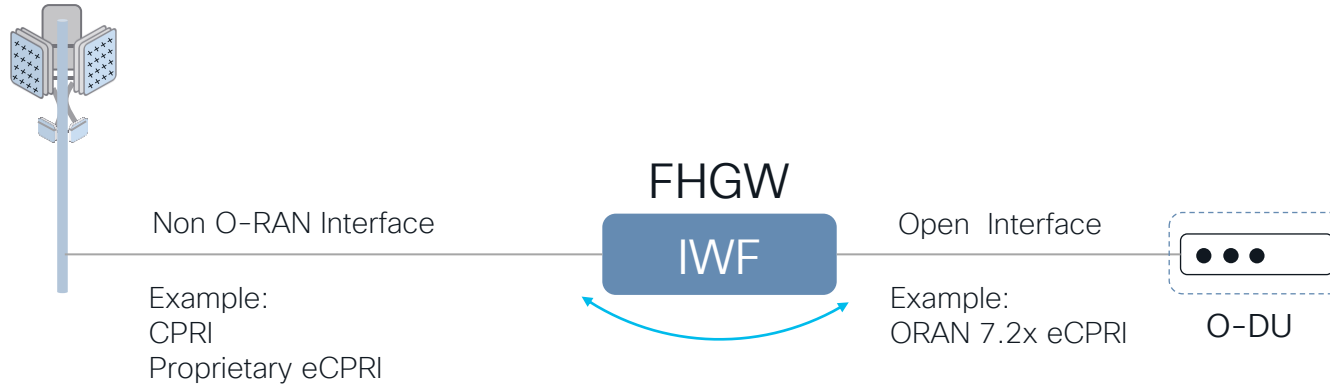 FHGW
IWF
Non O-RAN Interface
Example:
CPRI
Proprietary eCPRI
Open Interface
Example:
ORAN 7.2x eCPRI
O-DU